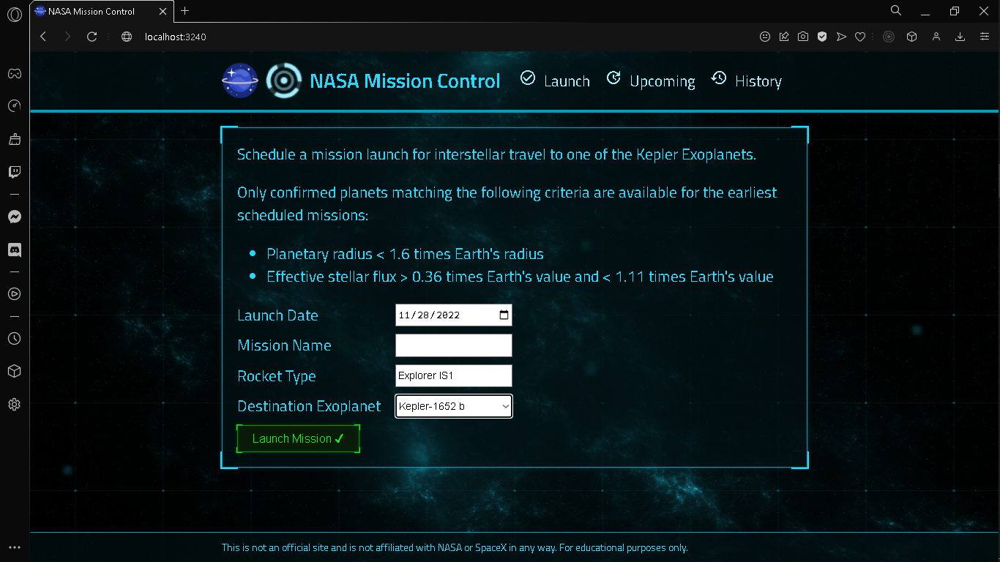 NASA Mission Control
localhost:3240
NASA Mission Control Launch Upcoming History
Schedule a mission launch for interstellar travel to one of the Kepler Exoplanets.
Only confirmed planets matching the following criteria are available for the earliest
scheduled missions:
Planetary radius < 1.6 times Earth's radius
Effective stellar flux > 0.36 times Earth's value and < 1.11 times Earth's value
Launch Date 11/28/2022
Mission Name
Rocket Type Explorer IS1
Destination Exoplanet Kepler-1652 b
Launch Mission ✔
This is not an official site and is not affiliated with NASA or SpaceX in any way. For educational purposes only.